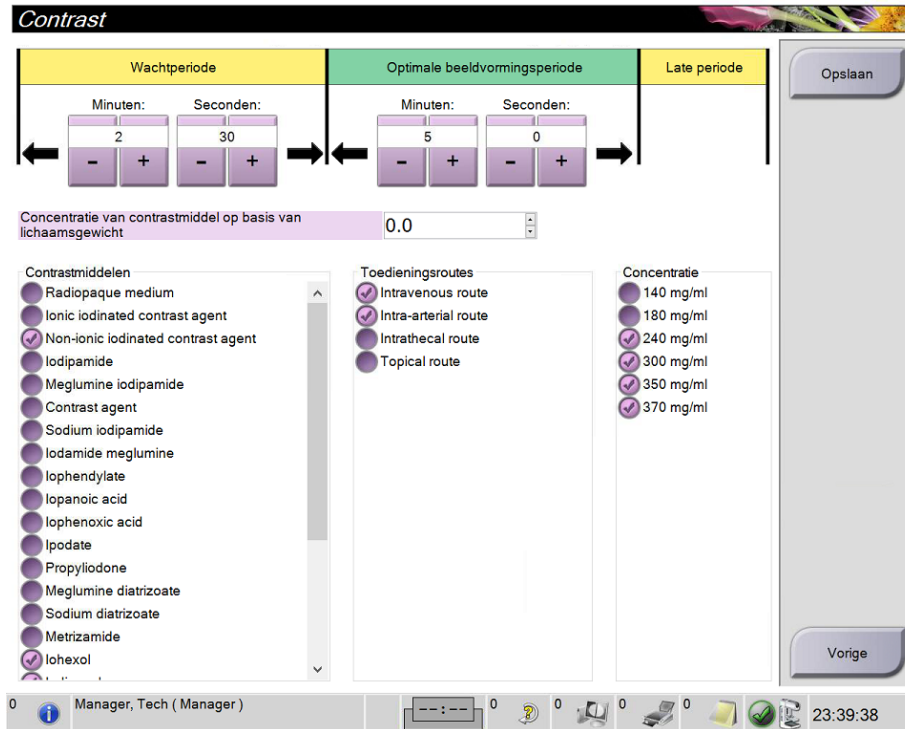 Contrast
Wachtperiode
Optimale beeldvormingsperiode
Late periode
Opslaan
Minuten:
Seconden:
Minuten:
Seconden:
2
30
5
0
- + - + - + - +
Concentratie van contrastmiddel op basis van
lichaamsgewicht
0.0
Contrastmiddelen
Radiopaque medium
Ionic iodinated contrast agent
Non-ionic iodinated contrast agent
Iodipamide
Meglumine iodipamide
Contrast agent
Sodium iodipamide
Iodamide meglumine
Iophendylate
Iopanoic acid
Iophenoxic acid
Ipodate
Propyliodone
Meglumine diatrizoate
Sodium diatrizoate
Metrizamide
Iohexol
Toedieningsroutes
Intravenous route
Intra-arterial route
Intrathecal route
Topical route
Concentratie
140 mg/ml
180 mg/ml
240 mg/ml
300 mg/ml
350 mg/ml
370 mg/ml
Vorige
0
Manager, Tech ( Manager )
--:--
0
0
0
0
23:39:38